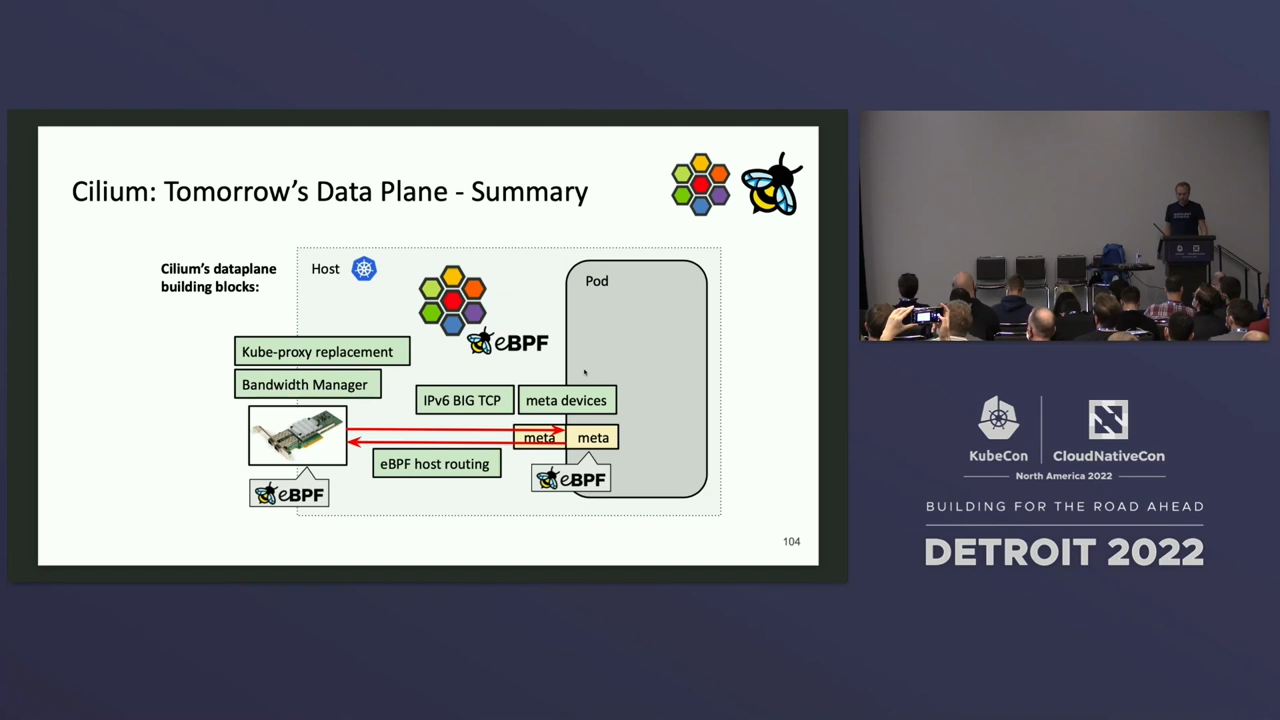 Cilium: Tomorrow's Data Plane - Summary
Cilium's dataplane
building blocks:
Host
Pod
eBPF
Kube-proxy replacement
Bandwidth Manager
IPv6 BIG TCP
meta devices
meta
meta
eBPF host routing
eBPF
eBPF
104
KubeCon
CloudNativeCon
North America 2022
BUILDING FOR THE ROAD AHEAD
DETROIT 2022